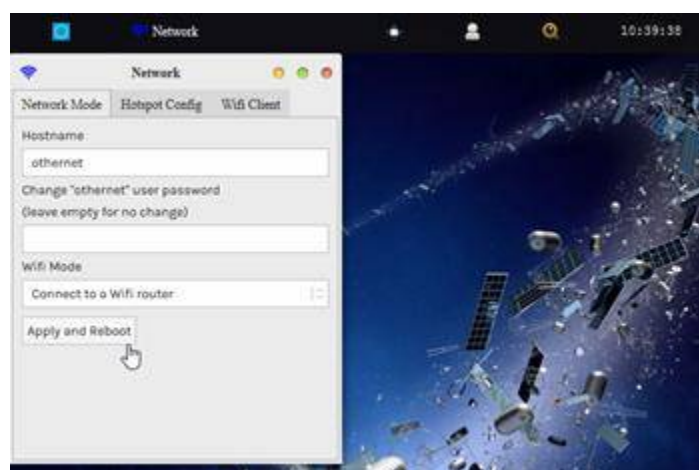 Network
10:39:38
Network
Network Mode Hotspot Config Wifi Client
Hostname
othernet
Change "othernet" user password
(leave empty for no change)
Wifi Mode
Connect to a Wifi router
Apply and Reboot